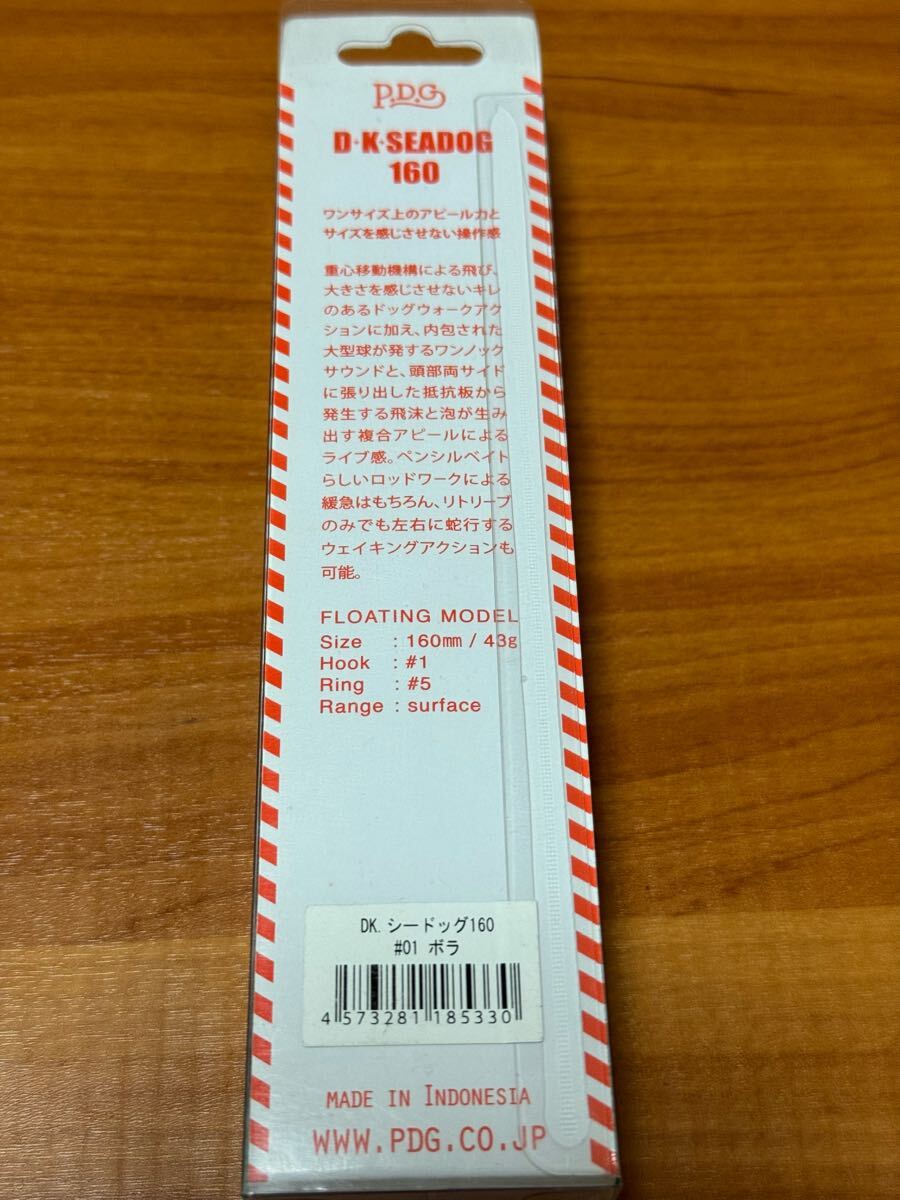 P.D.G
D・K・SEADOG
160
ワンサイズ上のアピール力と
サイズを感じさせない操作感
重心移動機構による飛び、
大きさを感じさせないキレ
のあるドッグウォークアク
ションに加え、内包された
大型球が発するワンノック
サウンドと、頭部両サイド
に張り出した抵抗板から
発生する飛沫と泡が生み
出す複合アピールによる
ライブ感。ペンシルベイト
らしいロッドワークによる
緩急はもちろん、リトリーブ
のみでも左右に蛇行する
ウェイキングアクションも
可能。
FLOATING MODEL
Size : 160mm / 43g
Hook : #1
Ring : #5
Range : surface
DK. シードッグ160
#01 ボラ
4 573281 185330
MADE IN INDONESIA
WWW.PDG.CO.JP